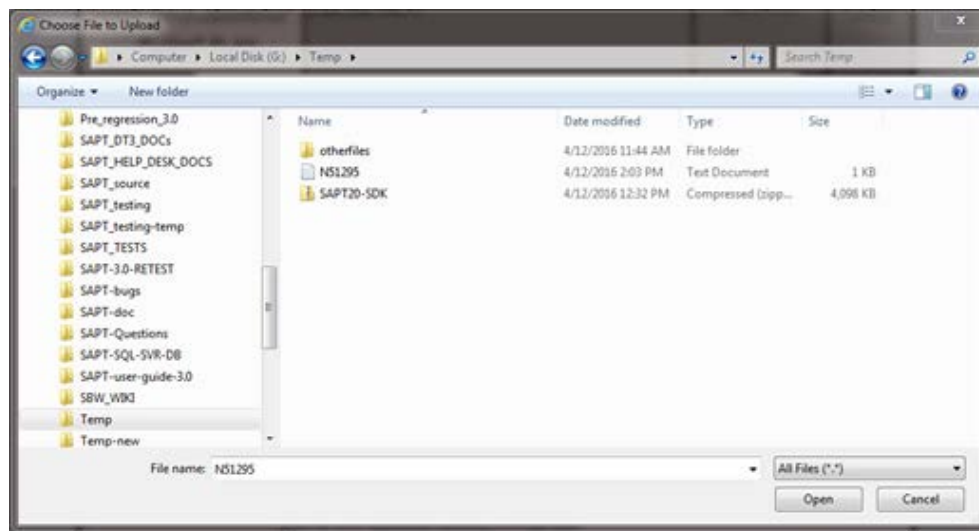 Choose File to Upload
Computer Local Disk (G:) Temp
Search Temp
Organize New folder
Pre_regression_3.0
SAPT_DT3_DOCs
SAPT_HELP_DESK_DOCS
SAPT_source
SAPT_testing
SAPT_testing-temp
SAPT_TESTS
SAPT-3.0-RETEST
SAPT-bugs
SAPT-doc
SAPT-Questions
SAPT-SQL-SVR-DB
SAPT-user-guide-3.0
SBW_WIKI
Temp
Temp-new
Name Date modified Type Size
otherfiles 4/12/2016 11:44 AM File folder
N51295 4/12/2016 2:03 PM Text Document 1 KB
SAPT20-SDK 4/12/2016 12:32 PM Compressed (zipp... 4,098 KB
File name: N51295 All Files (*.*)
Open Cancel